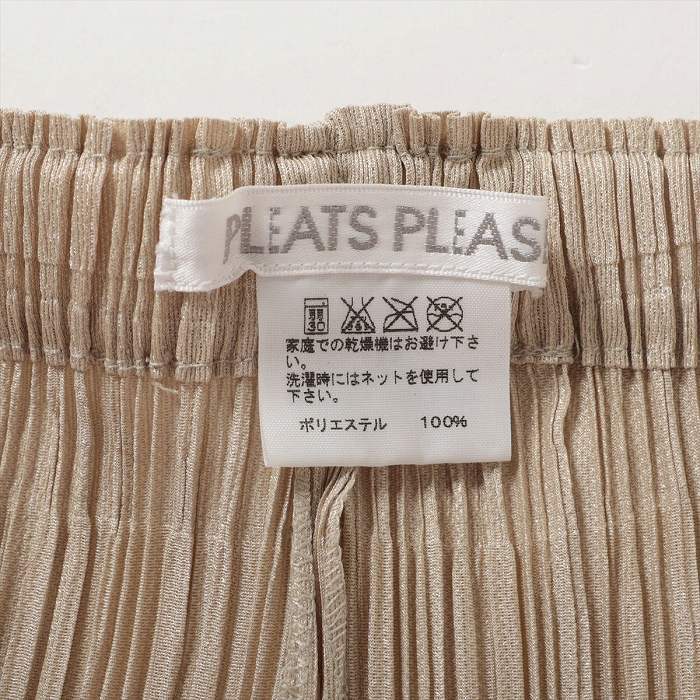 PLEATS PLEAS
弱 30
家庭での乾燥機はお避け下さ
い。
洗濯時にはネットを使用して
下さい。
ポリエステル 100%